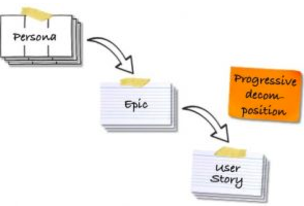 Persona
Epic
Progressive
decom-
position
User
Story